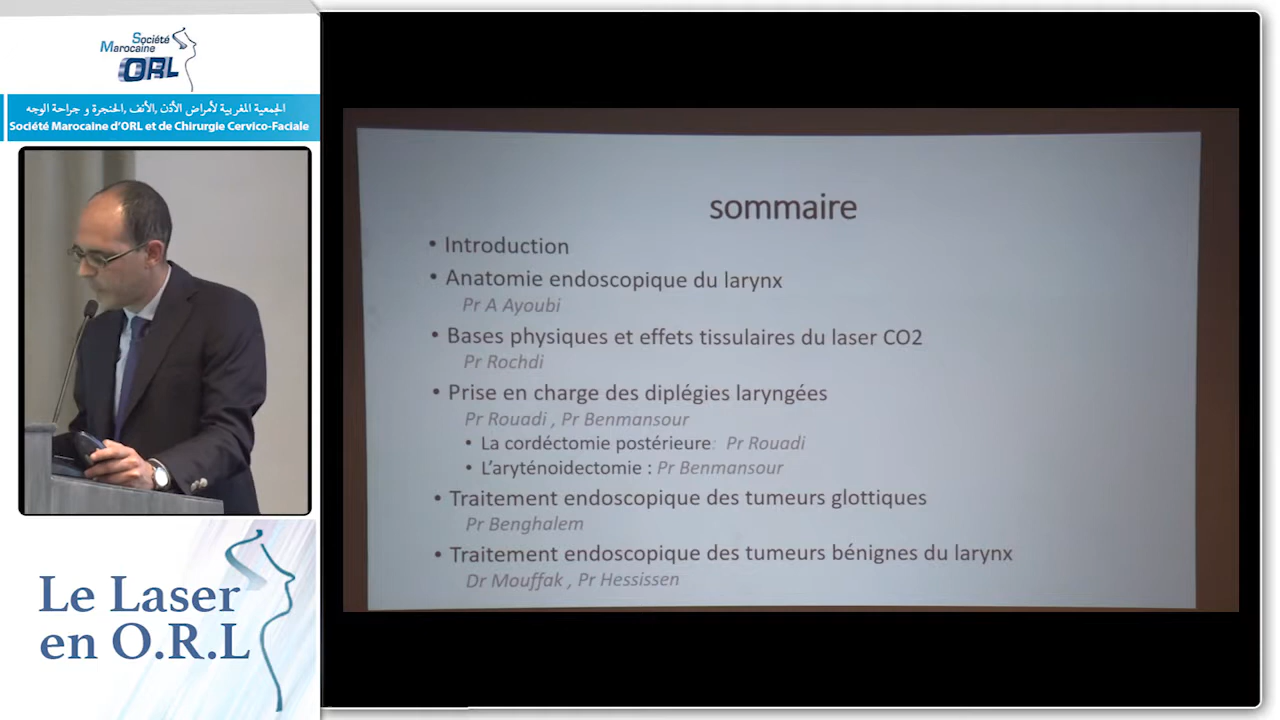 Société
Marocaine
ORL
الجمعية المغربية لأمراض الأذن ,الأنف ,الحنجرة و جراحة الوجه
Société Marocaine d'ORL et de Chirurgie Cervico-Faciale
Le Laser
en O.R.L
sommaire
• Introduction
• Anatomie endoscopique du larynx
Pr A Ayoubi
• Bases physiques et effets tissulaires du laser CO2
Pr Rochdi
• Prise en charge des diplégies laryngées
Pr Rouadi , Pr Benmansour
• La cordéctomie postérieure: Pr Rouadi
• L'aryténoidectomie : Pr Benmansour
• Traitement endoscopique des tumeurs glottiques
Pr Benghalem
• Traitement endoscopique des tumeurs bénignes du larynx
Dr Mouffak , Pr Hessissen